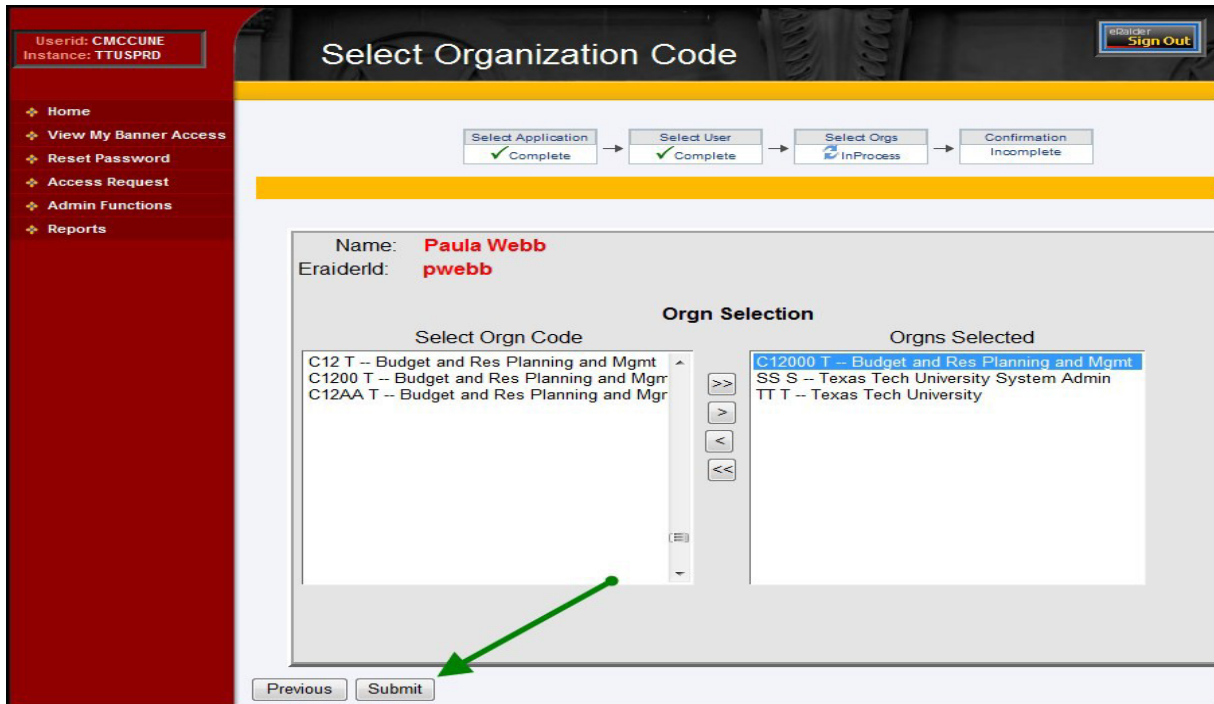 Userid: CMCCUNE
Instance: TTUSPRD
Select Organization Code
eRaider
Sign Out
Home
View My Banner Access
Reset Password
Access Request
Admin Functions
Reports
Select Application
Complete
Select User
Complete
Select Orgs
InProcess
Confirmation
Incomplete
Name: Paula Webb
EraiderId: pwebb
Orgn Selection
Select Orgn Code
Orgns Selected
C12 T -- Budget and Res Planning and Mgmt
C1200 T -- Budget and Res Planning and Mgm
C12AA T -- Budget and Res Planning and Mgr
>>
>
<
<<
C12000 T -- Budget and Res Planning and Mgmt
SS S -- Texas Tech University System Admin
TT T -- Texas Tech University
Previous
Submit